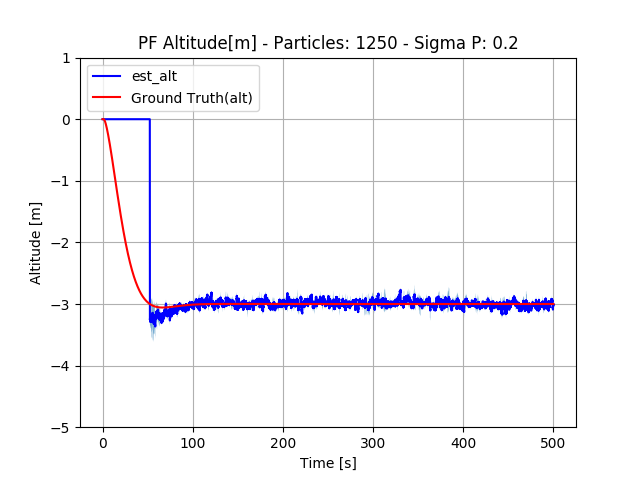 PF Altitude[m] - Particles: 1250 - Sigma P: 0.2
est_alt
Ground Truth(alt)
Altitude [m]
1
0
−1
−2
−3
−4
−5
0 100 200 300 400 500
Time [s]